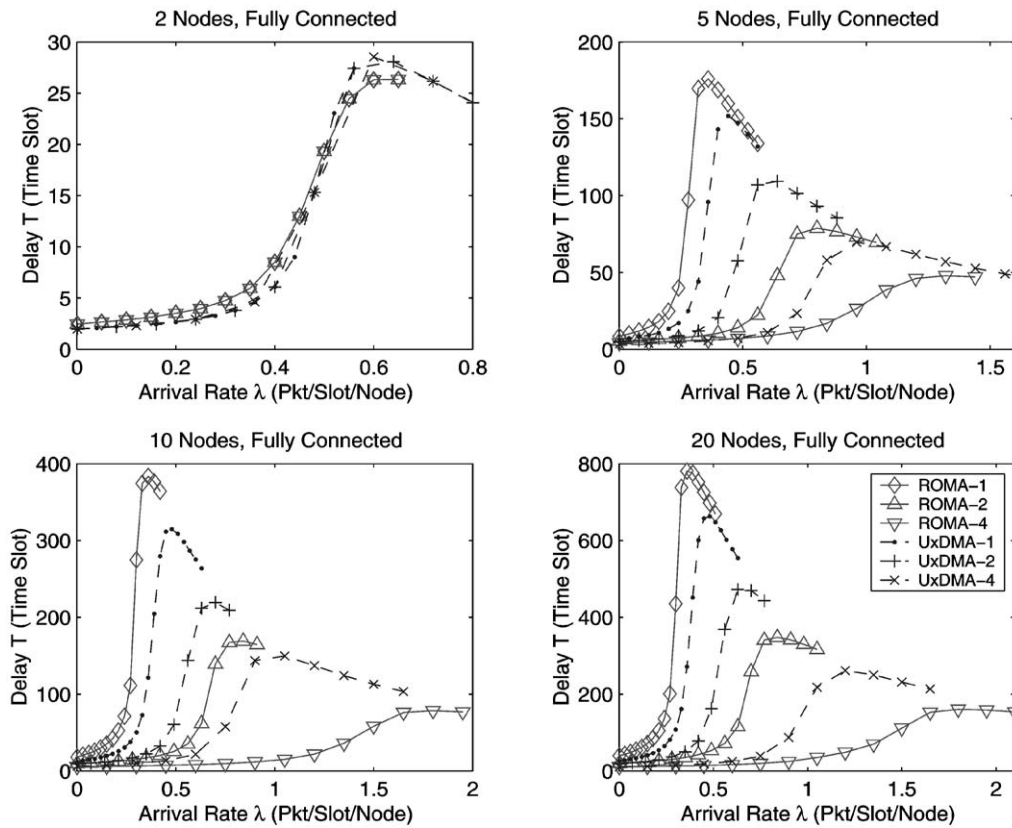 2 Nodes, Fully Connected
30
25
20
15
10
5
0
Delay T (Time Slot)
0 0.2 0.4 0.6 0.8
Arrival Rate λ (Pkt/Slot/Node)
5 Nodes, Fully Connected
200
150
100
50
0
Delay T (Time Slot)
0 0.5 1 1.5
Arrival Rate λ (Pkt/Slot/Node)
10 Nodes, Fully Connected
400
300
200
100
0
Delay T (Time Slot)
0 0.5 1 1.5 2
Arrival Rate λ (Pkt/Slot/Node)
20 Nodes, Fully Connected
800
600
400
200
0
Delay T (Time Slot)
0 0.5 1 1.5 2
Arrival Rate λ (Pkt/Slot/Node)
ROMA-1
ROMA-2
ROMA-4
UxDMA-1
UxDMA-2
UxDMA-4